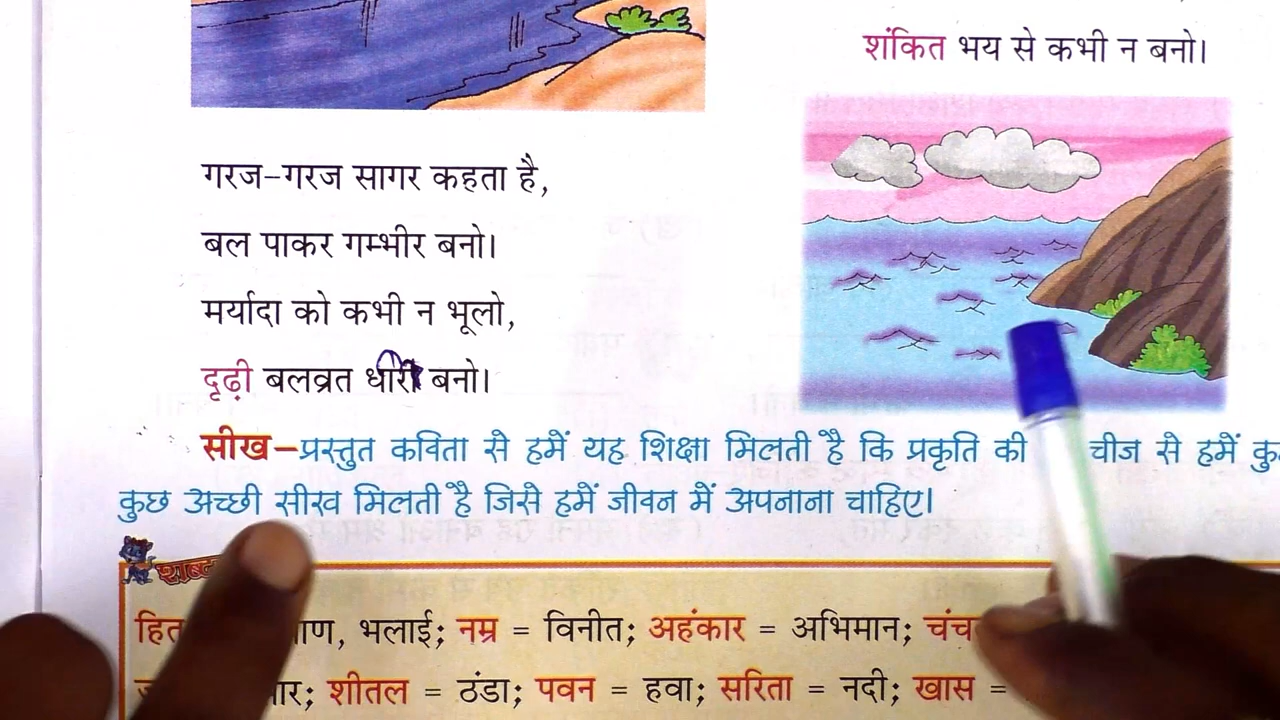 शंकित भय से कभी न बनो।
गरज-गरज सागर कहता है,
बल पाकर गम्भीर बनो।
मर्यादा को कभी न भूलो,
दृढ़ी बलव्रत धारी बनो।
सीख–प्रस्तुत कविता से हमें यह शिक्षा मिलती है कि प्रकृति की चीज से हमें
कुछ अच्छी सीख मिलती है जिसे हमें जीवन में अपनाना चाहिए।
भलाई; नम्र = विनीत; अहंकार = अभिमान;
शीतल = ठंडा; पवन = हवा; सरिता = नदी; खास =